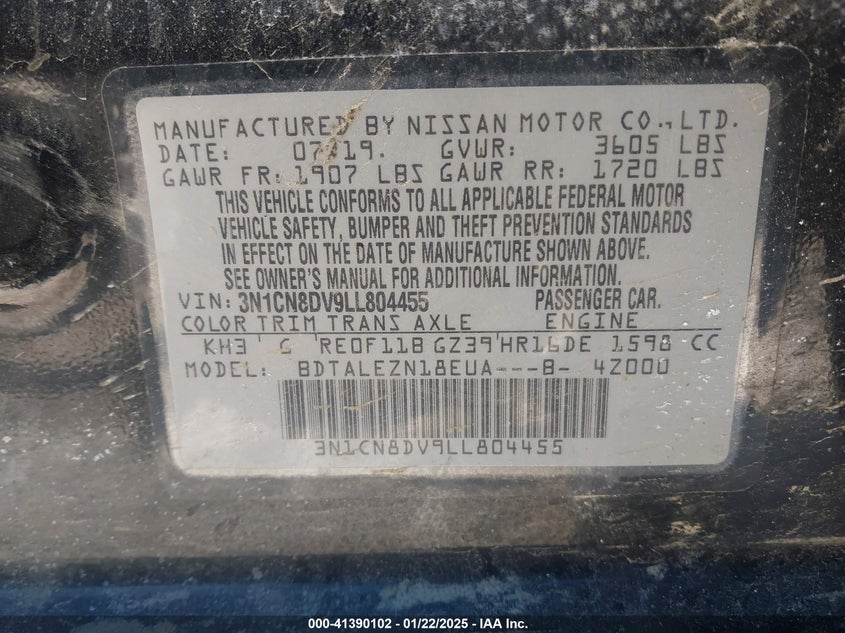 MANUFACTURED BY NISSAN MOTOR CO., LTD.
DATE: 07/19. GVWR: 3605 LBS
GAWR FR: 1907 LBS GAWR RR: 1720 LBS
THIS VEHICLE CONFORMS TO ALL APPLICABLE FEDERAL MOTOR
VEHICLE SAFETY, BUMPER AND THEFT PREVENTION STANDARDS
IN EFFECT ON THE DATE OF MANUFACTURE SHOWN ABOVE.
SEE OWNER'S MANUAL FOR ADDITIONAL INFORMATION.
VIN: 3N1CN8DV9LL804455 PASSENGER CAR.
COLOR TRIM TRANS AXLE ENGINE
KH3 G RE0F11B GZ39 HR16DE 1598 CC
MODEL: BDTALEZN18EUA---B- 4Z000
3N1CN8DV9LL804455
000-41390102 - 01/22/2025 - IAA Inc.